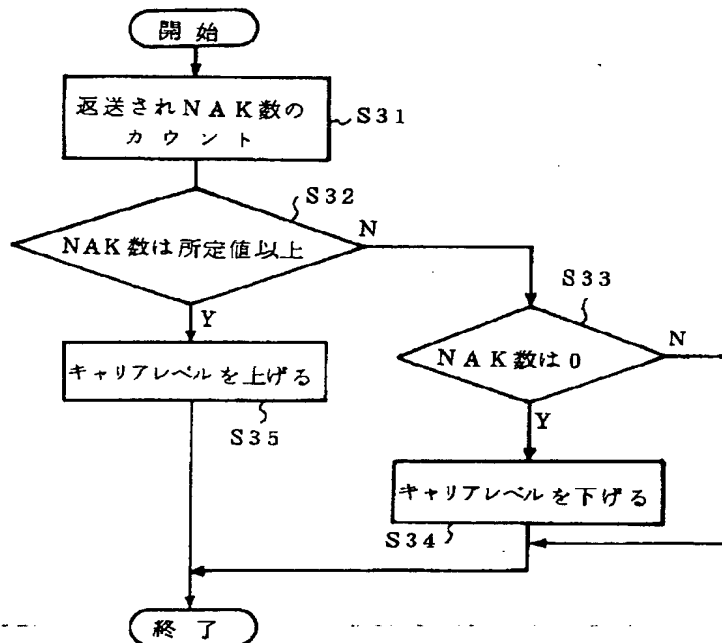 開始
返送されNAK数の
カウント
S31
S32
NAK数は所定値以上
N
Y
S33
NAK数は0
N
Y
キャリアレベルを上げる
S35
キャリアレベルを下げる
S34
終了